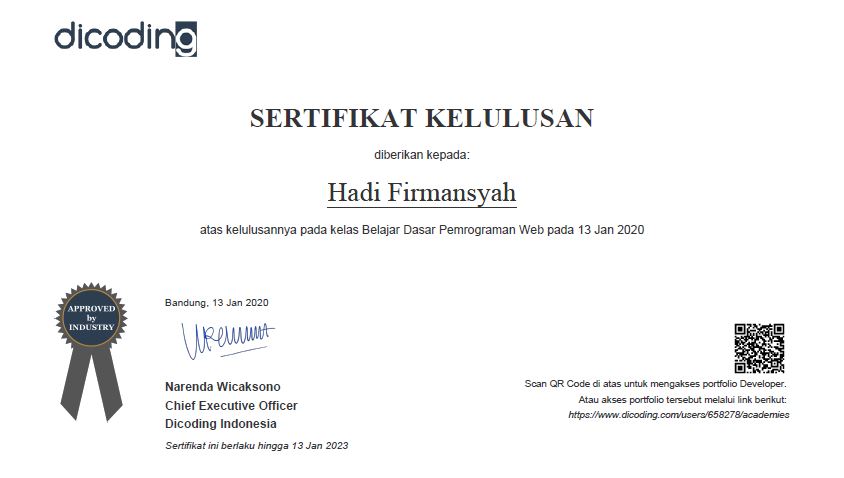 dicoding
SERTIFIKAT KELULUSAN
diberikan kepada:
Hadi Firmansyah
atas kelulusannya pada kelas Belajar Dasar Pemrograman Web pada 13 Jan 2020
APPROVED
by
INDUSTRY
Bandung, 13 Jan 2020
Narenda Wicaksono
Chief Executive Officer
Dicoding Indonesia
Sertifikat ini berlaku hingga 13 Jan 2023
Scan QR Code di atas untuk mengakses portfolio Developer.
Atau akses portfolio tersebut melalui link berikut:
https://www.dicoding.com/users/658278/academies